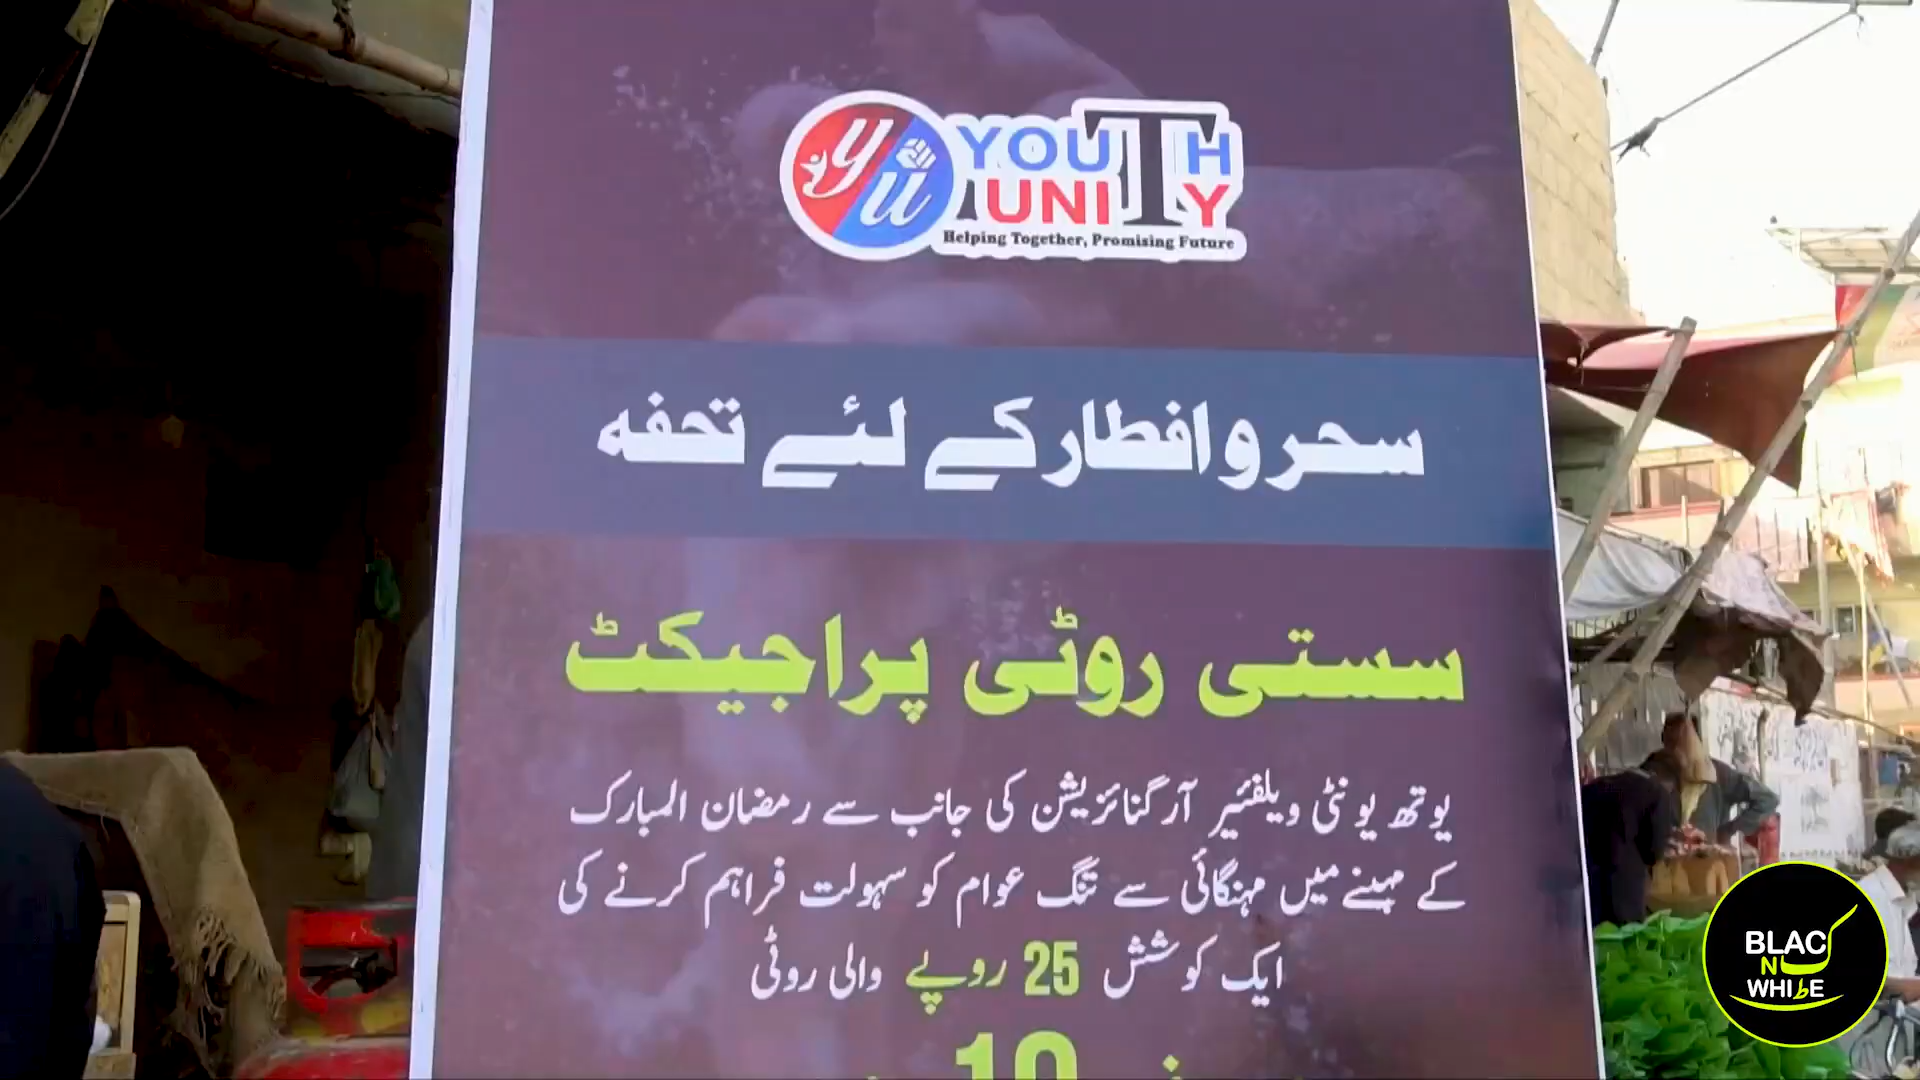 YOUTH
UNITY
Helping Together, Promising Future
سحر و افطار کے لئے تحفہ
سستی روٹی پراجیکٹ
یوتھ یونٹی ویلفئیر آرگنائزیشن کی جانب سے رمضان المبارک
کے مہینے میں مہنگائی سے تنگ عوام کو سہولت فراہم کرنے کی
ایک کوشش 25 روپے والی روٹی
10
BLAC
N
WHITE